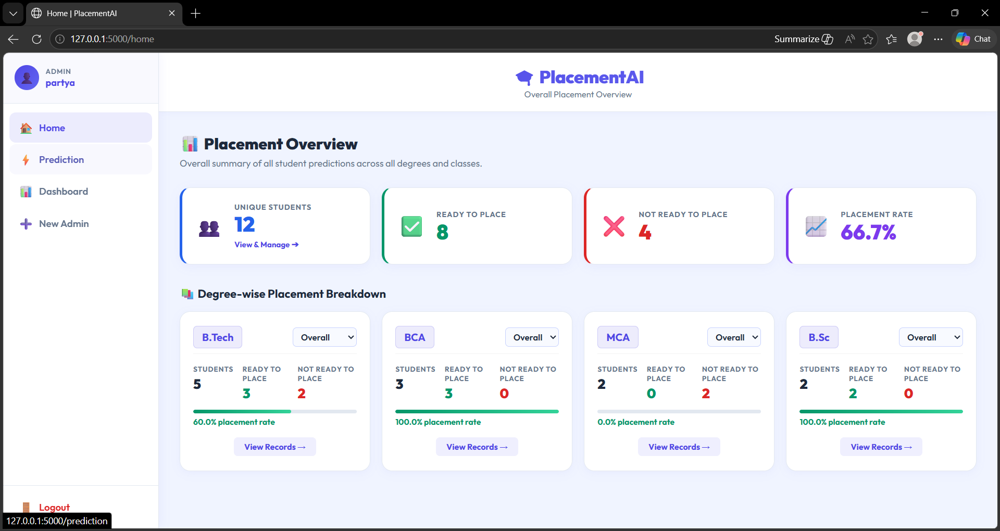 Home | PlacementAI
127.0.0.1:5000/home
Summarize
Chat
ADMIN
partya
Home
Prediction
Dashboard
New Admin
Logout
127.0.0.1:5000/prediction
PlacementAI
Overall Placement Overview
Placement Overview
Overall summary of all student predictions across all degrees and classes.
UNIQUE STUDENTS
12
View & Manage →
READY TO PLACE
8
NOT READY TO PLACE
4
PLACEMENT RATE
66.7%
Degree-wise Placement Breakdown
B.Tech
Overall
STUDENTS
5
READY TO
PLACE
3
NOT READY TO
PLACE
2
60.0% placement rate
View Records →
BCA
Overall
STUDENTS
3
READY TO
PLACE
3
NOT READY TO
PLACE
0
100.0% placement rate
View Records →
MCA
Overall
STUDENTS
2
READY TO
PLACE
0
NOT READY TO
PLACE
2
0.0% placement rate
View Records →
B.Sc
Overall
STUDENTS
2
READY TO
PLACE
2
NOT READY TO
PLACE
0
100.0% placement rate
View Records →